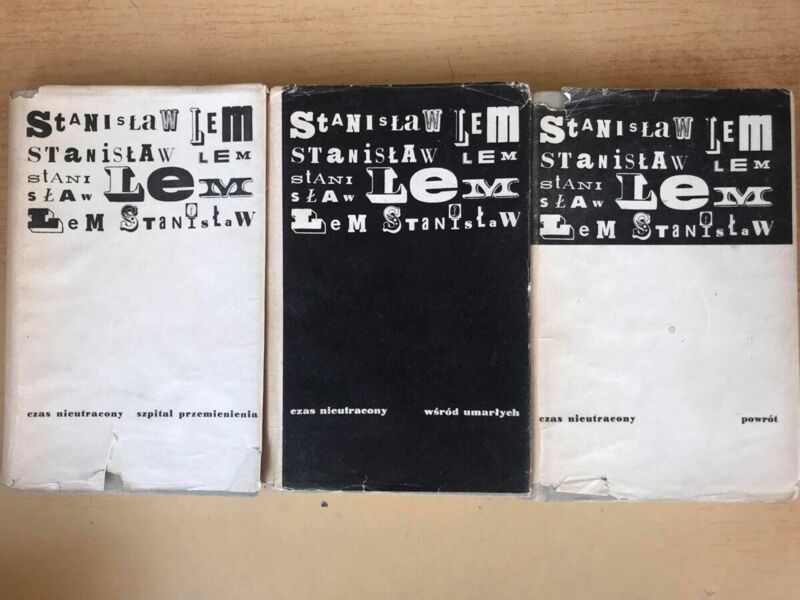 Stanisław Lem
Stanisław Lem
Stani
sław Lem
Lem Stanisław
czas nieutracony szpital przemienienia
Stanisław Lem
Stanisław Lem
Stani
sław Lem
Lem Stanisław
czas nieutracony wśród umarłych
Stanisław Lem
Stanisław Lem
Stani
sław Lem
Lem Stanisław
czas nieutracony powrót